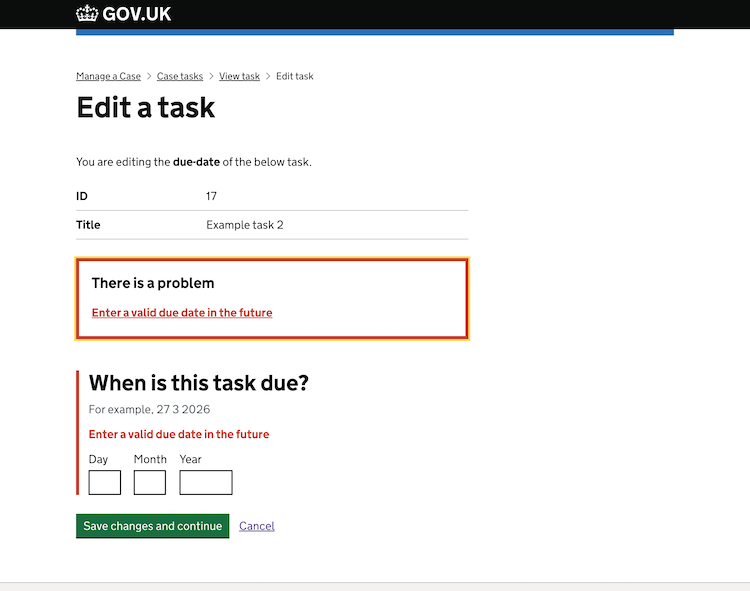 GOV.UK
Manage a Case > Case tasks > View task > Edit task
Edit a task
You are editing the due-date of the below task.
ID 17
Title Example task 2
There is a problem
Enter a valid due date in the future
When is this task due?
For example, 27 3 2026
Enter a valid due date in the future
Day Month Year
Save changes and continue Cancel